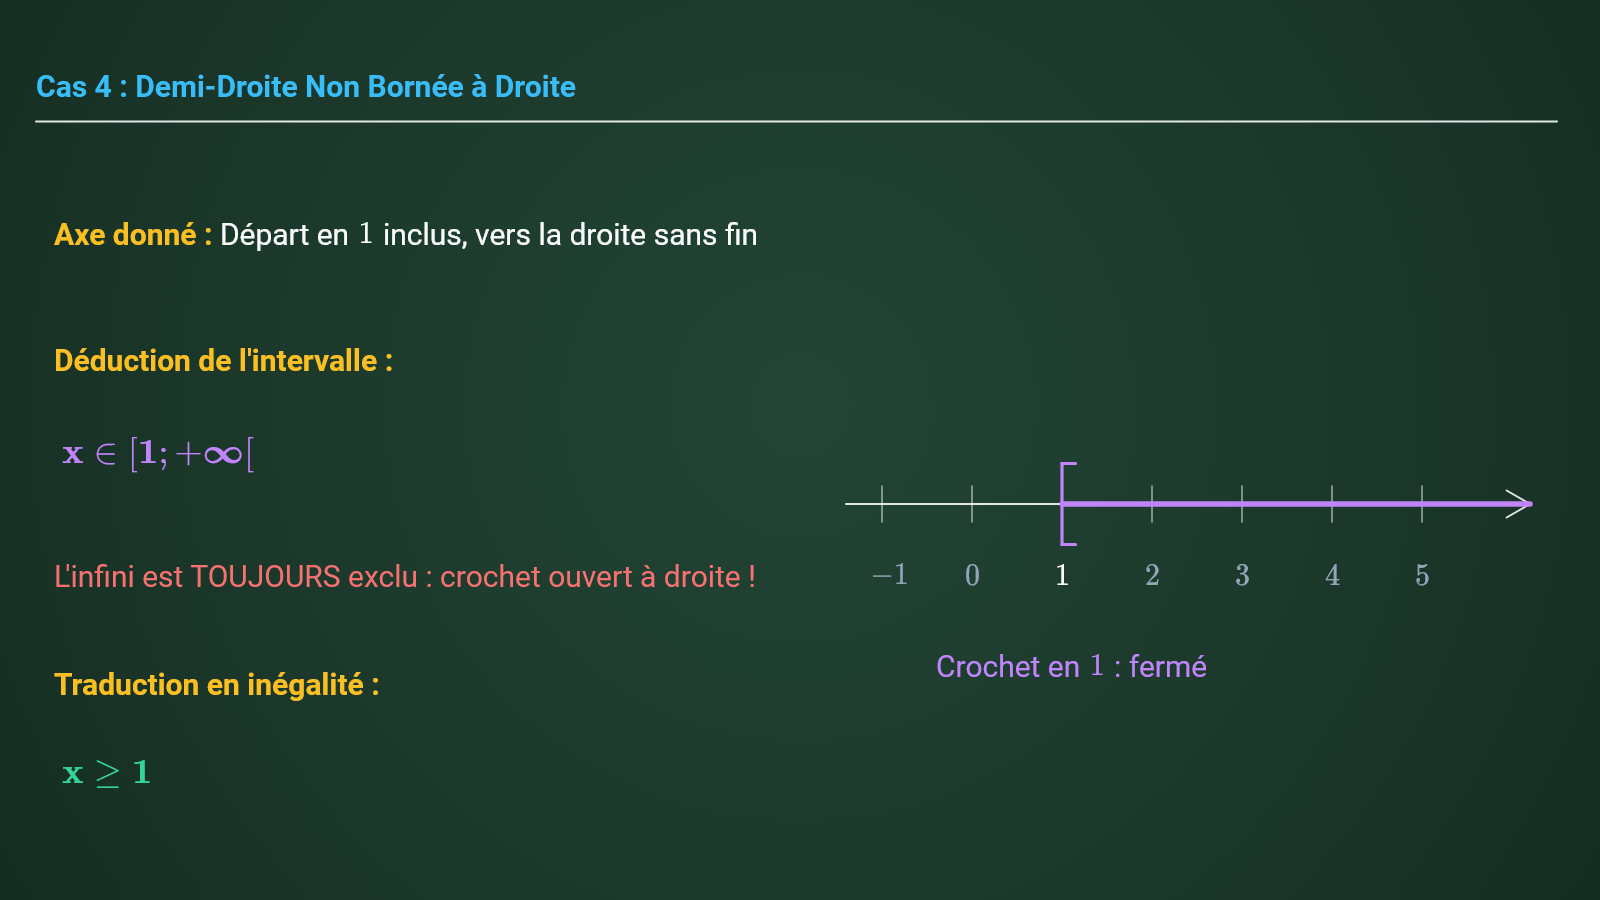 Cas 4 : Demi-Droite Non Bornée à Droite
Axe donné : Départ en 1 inclus, vers la droite sans fin
Déduction de l'intervalle :
x ∈ [1; +∞[
L'infini est TOUJOURS exclu : crochet ouvert à droite !
Traduction en inégalité :
x ≥ 1
−1 0 1 2 3 4 5
Crochet en 1 : fermé